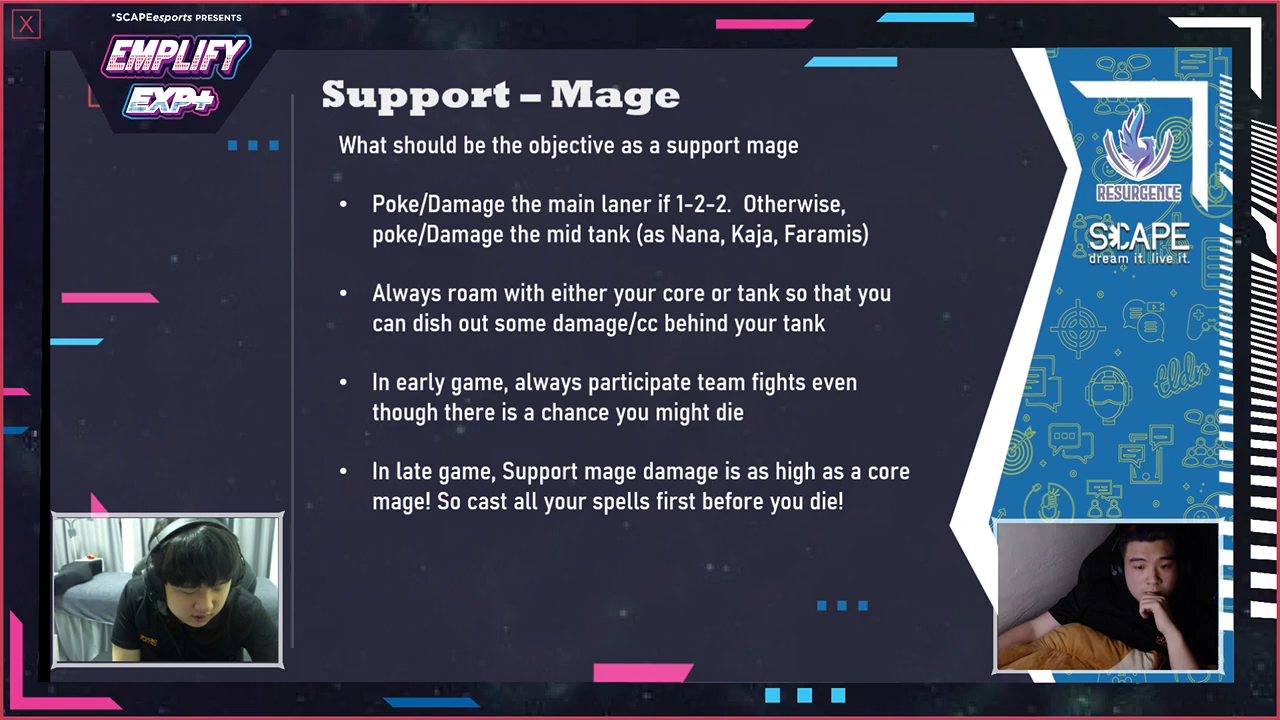 *SCAPEesports PRESENTS
EMPLIFY
EXP+
Support – Mage
What should be the objective as a support mage
• Poke/Damage the main laner if 1-2-2. Otherwise,
poke/Damage the mid tank (as Nana, Kaja, Faramis)
• Always roam with either your core or tank so that you
can dish out some damage/cc behind your tank
• In early game, always participate team fights even
though there is a chance you might die
• In late game, Support mage damage is as high as a core
mage! So cast all your spells first before you die!
RESURGENCE
S*CAPE
dream it. live it.
tldr